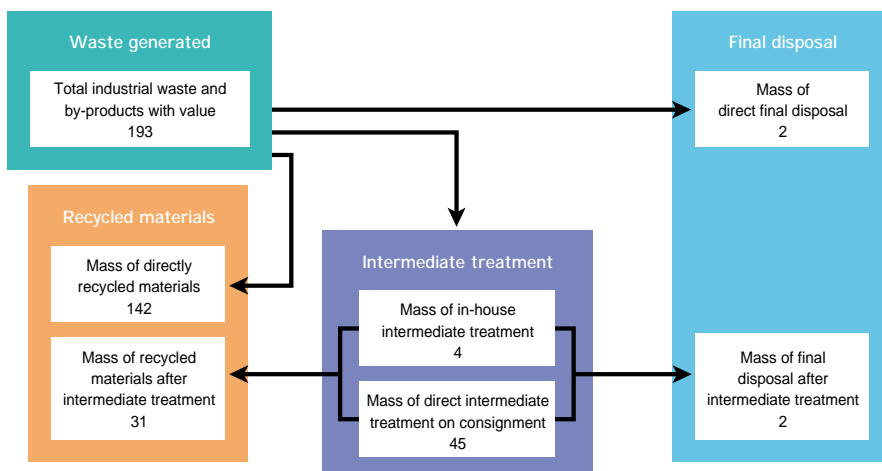 Waste generated
Total industrial waste and
by-products with value
193
Final disposal
Mass of
direct final disposal
2
Recycled materials
Mass of directly
recycled materials
142
Mass of recycled
materials after
intermediate treatment
31
Intermediate treatment
Mass of in-house
intermediate treatment
4
Mass of direct intermediate
treatment on consignment
45
Mass of final
disposal after
intermediate treatment
2